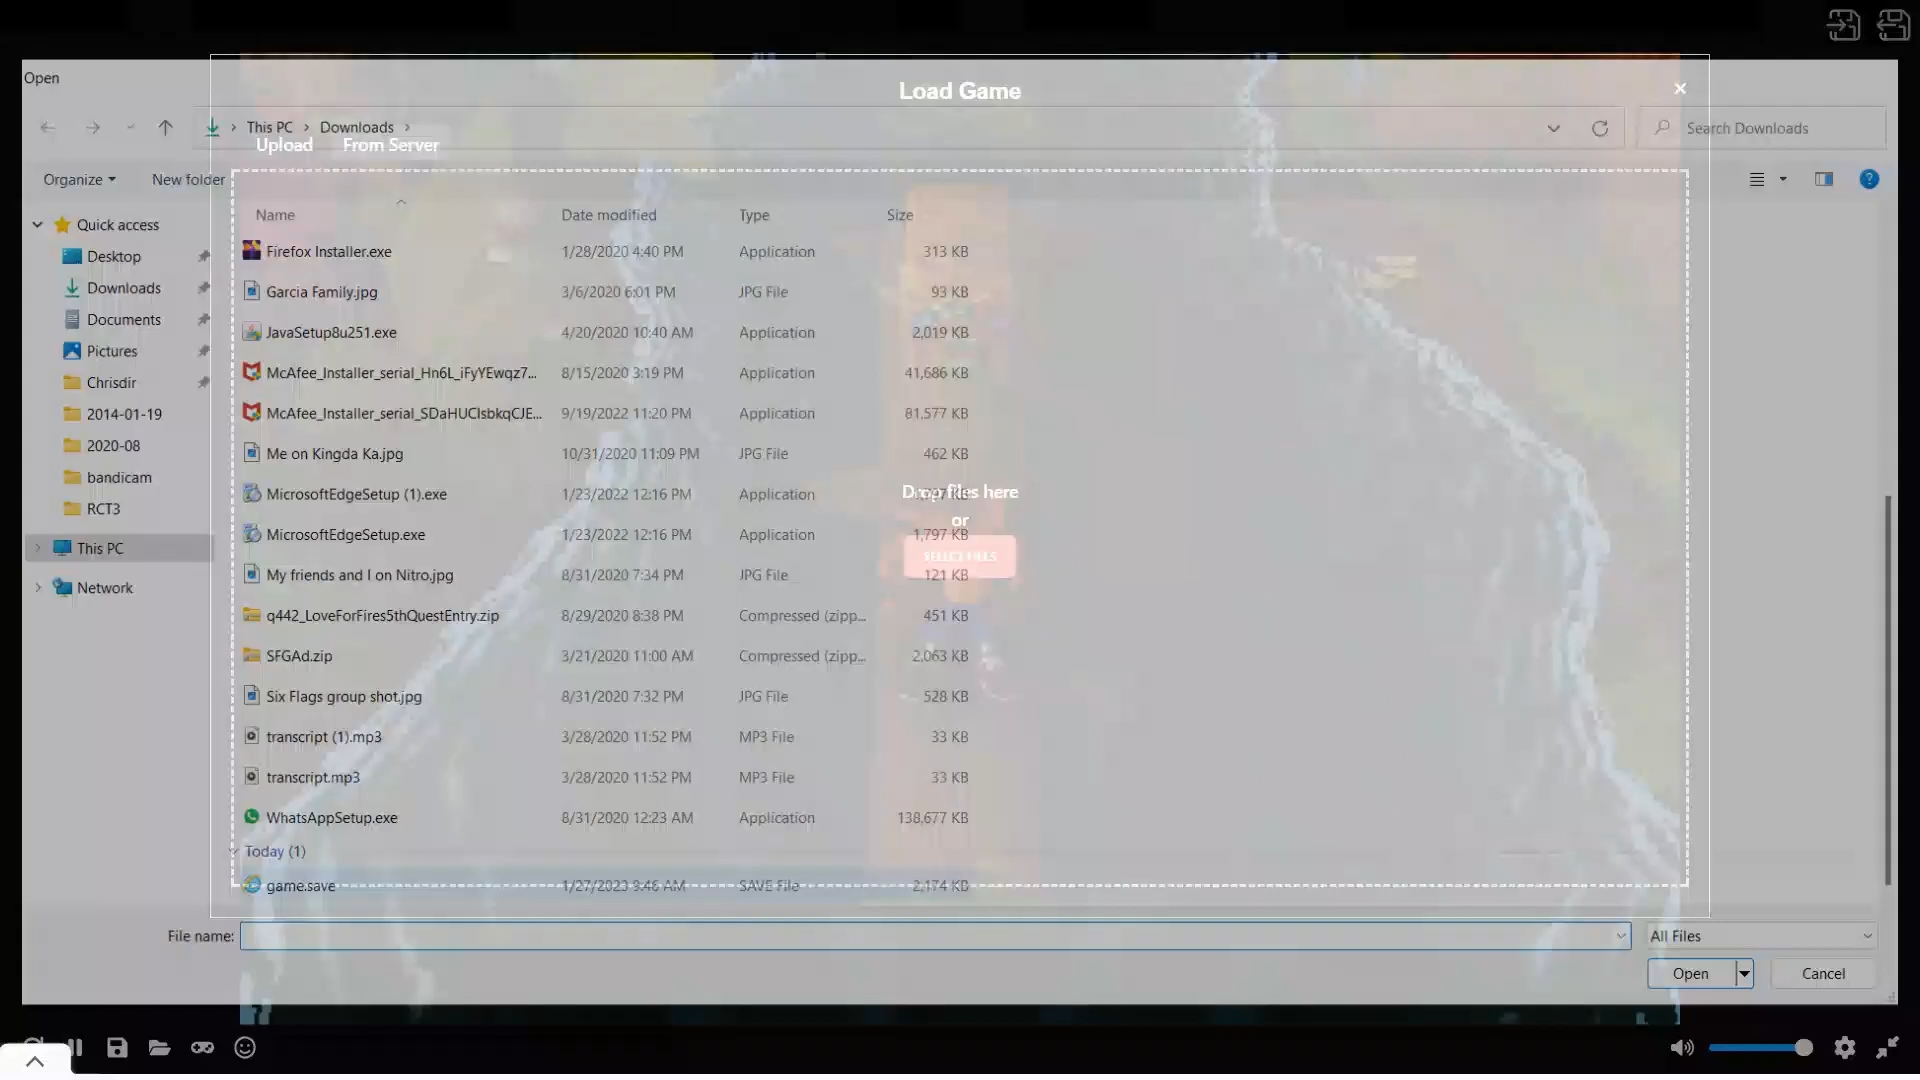 Open
Load Game ×
This PC Downloads
Search Downloads
Upload From Server
Organize New folder
Name Date modified Type Size
Quick access
Desktop
Downloads
Documents
Pictures
Chrisdir
2014-01-19
2020-08
bandicam
RCT3
This PC
Network
Firefox Installer.exe 1/28/2020 4:40 PM Application 313 KB
Garcia Family.jpg 3/6/2020 6:01 PM JPG File 93 KB
JavaSetup8u251.exe 4/20/2020 10:40 AM Application 2,019 KB
McAfee_Installer_serial_Hn6L_iFyYEwqz7... 8/15/2020 3:19 PM Application 41,686 KB
McAfee_Installer_serial_SDaHUClsbkqCJE... 9/19/2022 11:20 PM Application 81,577 KB
Me on Kingda Ka.jpg 10/31/2020 11:09 PM JPG File 462 KB
MicrosoftEdgeSetup (1).exe 1/23/2022 12:16 PM Application
Drop files here
or
MicrosoftEdgeSetup.exe 1/23/2022 12:16 PM Application 1,797 KB
SELECT FILES
My friends and I on Nitro.jpg 8/31/2020 7:34 PM JPG File 121 KB
q442_LoveForFires5thQuestEntry.zip 8/29/2020 8:38 PM Compressed (zipp... 451 KB
SFGAd.zip 3/21/2020 11:00 AM Compressed (zipp... 2,063 KB
Six Flags group shot.jpg 8/31/2020 7:32 PM JPG File 528 KB
transcript (1).mp3 3/28/2020 11:52 PM MP3 File 33 KB
transcript.mp3 3/28/2020 11:52 PM MP3 File 33 KB
WhatsAppSetup.exe 8/31/2020 12:23 AM Application 138,677 KB
Today (1)
game.save 1/27/2023 9:46 AM SAVE File 2,174 KB
File name:
All Files
Open Cancel